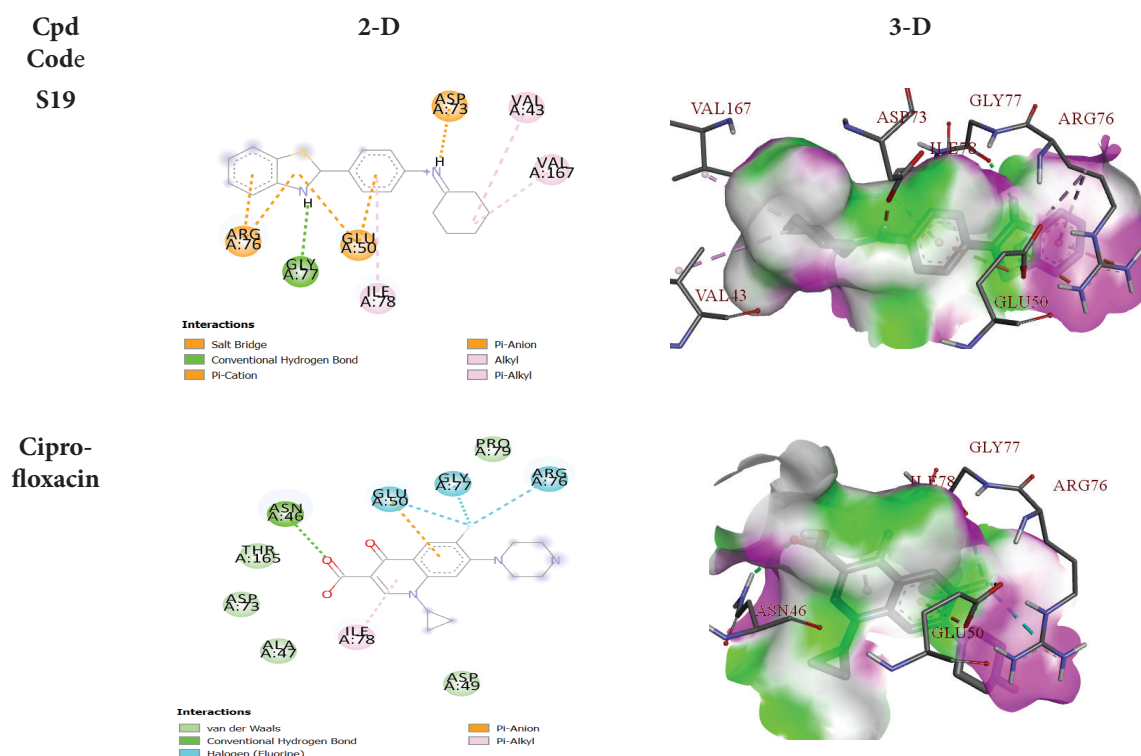 Cpd
Code
2-D
3-D
S19
ASP
A:73
VAL
A:43
VAL
A:167
H
N
+
S
N
H
ARG
A:76
GLY
A:77
GLU
A:50
ILE
A:78
Interactions
Salt Bridge
Conventional Hydrogen Bond
Pi-Cation
Pi-Anion
Alkyl
Pi-Alkyl
VAL167
ASP73
GLY77
ARG76
ILE78
VAL43
GLU50
Cipro-
floxacin
PRO
A:79
GLY
A:77
ARG
A:76
GLU
A:50
ASN
A:46
THR
A:165
ASP
A:73
ALA
A:47
ILE
A:78
ASP
A:49
O
O
O
F
N
N
N
Interactions
van der Waals
Conventional Hydrogen Bond
Halogen (Fluorine)
Pi-Anion
Pi-Alkyl
GLY77
ILE78
ARG76
ASN46
GLU50